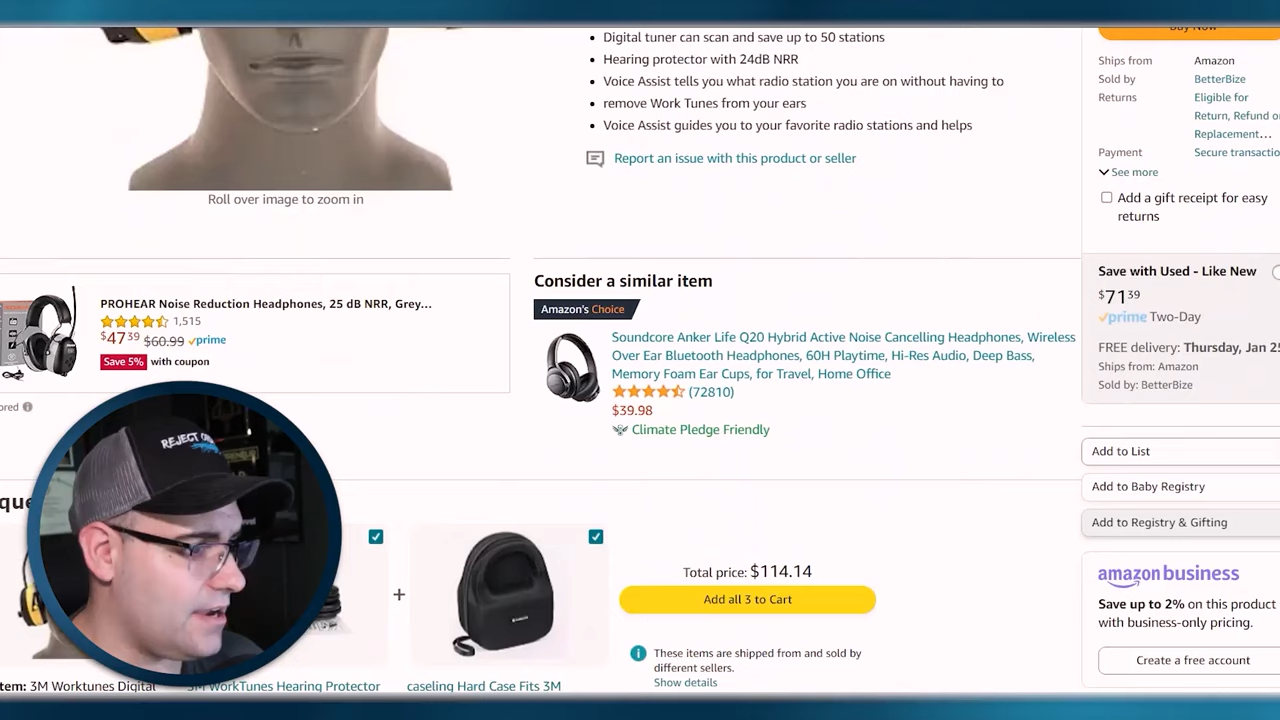 Buy Now
Digital tuner can scan and save up to 50 stations
Hearing protector with 24dB NRR
Voice Assist tells you what radio station you are on without having to
remove Work Tunes from your ears
Voice Assist guides you to your favorite radio stations and helps
Report an issue with this product or seller
Roll over image to zoom in
Ships from Amazon
Sold by BetterBize
Returns Eligible for
Return, Refund or
Replacement…
Payment Secure transactio
See more
Add a gift receipt for easy
returns
PROHEAR Noise Reduction Headphones, 25 dB NRR, Grey...
1,515
$47.39 $60.99 prime
Save 5% with coupon
ored
Consider a similar item
Amazon's Choice
Soundcore Anker Life Q20 Hybrid Active Noise Cancelling Headphones, Wireless
Over Ear Bluetooth Headphones, 60H Playtime, Hi-Res Audio, Deep Bass,
Memory Foam Ear Cups, for Travel, Home Office
(72810)
$39.98
Climate Pledge Friendly
Save with Used - Like New
$71 39
prime Two-Day
FREE delivery: Thursday, Jan 25
Ships from: Amazon
Sold by: BetterBize
Add to List
Add to Baby Registry
Add to Registry & Gifting
REJECT
que
+
Total price: $114.14
Add all 3 to Cart
These items are shipped from and sold by
different sellers.
Show details
tem: 3M Worktunes Digital
3M WorkTunes Hearing Protector
caseling Hard Case Fits 3M
amazon business
Save up to 2% on this product
with business-only pricing.
Create a free account